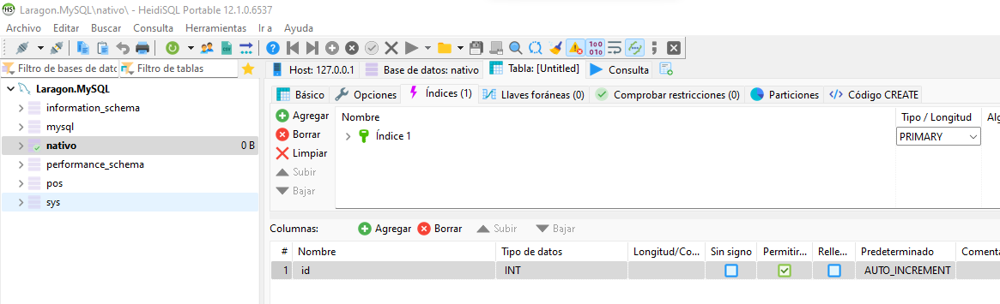 Laragon.MySQL\nativo\ - HeidiSQL Portable 12.1.0.6537
Archivo Editar Buscar Consulta Herramientas Ir a Ayuda
Filtro de bases de dato Filtro de tablas
Host: 127.0.0.1 Base de datos: nativo Tabla: [Untitled] Consulta
Laragon.MySQL
information_schema
mysql
nativo 0 B
performance_schema
pos
sys
Básico Opciones Índices (1) Llaves foráneas (0) Comprobar restricciones (0) Particiones Código CREATE
Agregar
Borrar
Limpiar
Subir
Bajar
Nombre Tipo / Longitud Alg
Índice 1 PRIMARY
Columnas: Agregar Borrar Subir Bajar
# Nombre Tipo de datos Longitud/Co... Sin signo Permitir... Relle... Predeterminado Comenta
1 id INT AUTO_INCREMENT